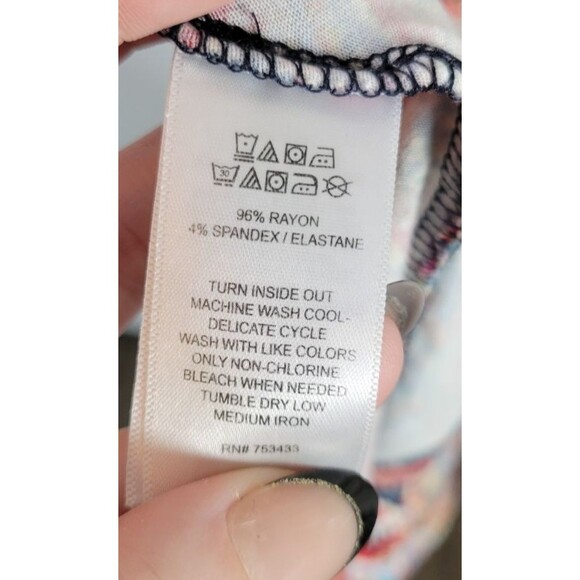 30
96% RAYON
4% SPANDEX / ELASTANE
TURN INSIDE OUT
MACHINE WASH COOL-
DELICATE CYCLE
WASH WITH LIKE COLORS
ONLY NON-CHLORINE
BLEACH WHEN NEEDED
TUMBLE DRY LOW
MEDIUM IRON
RN# 753433